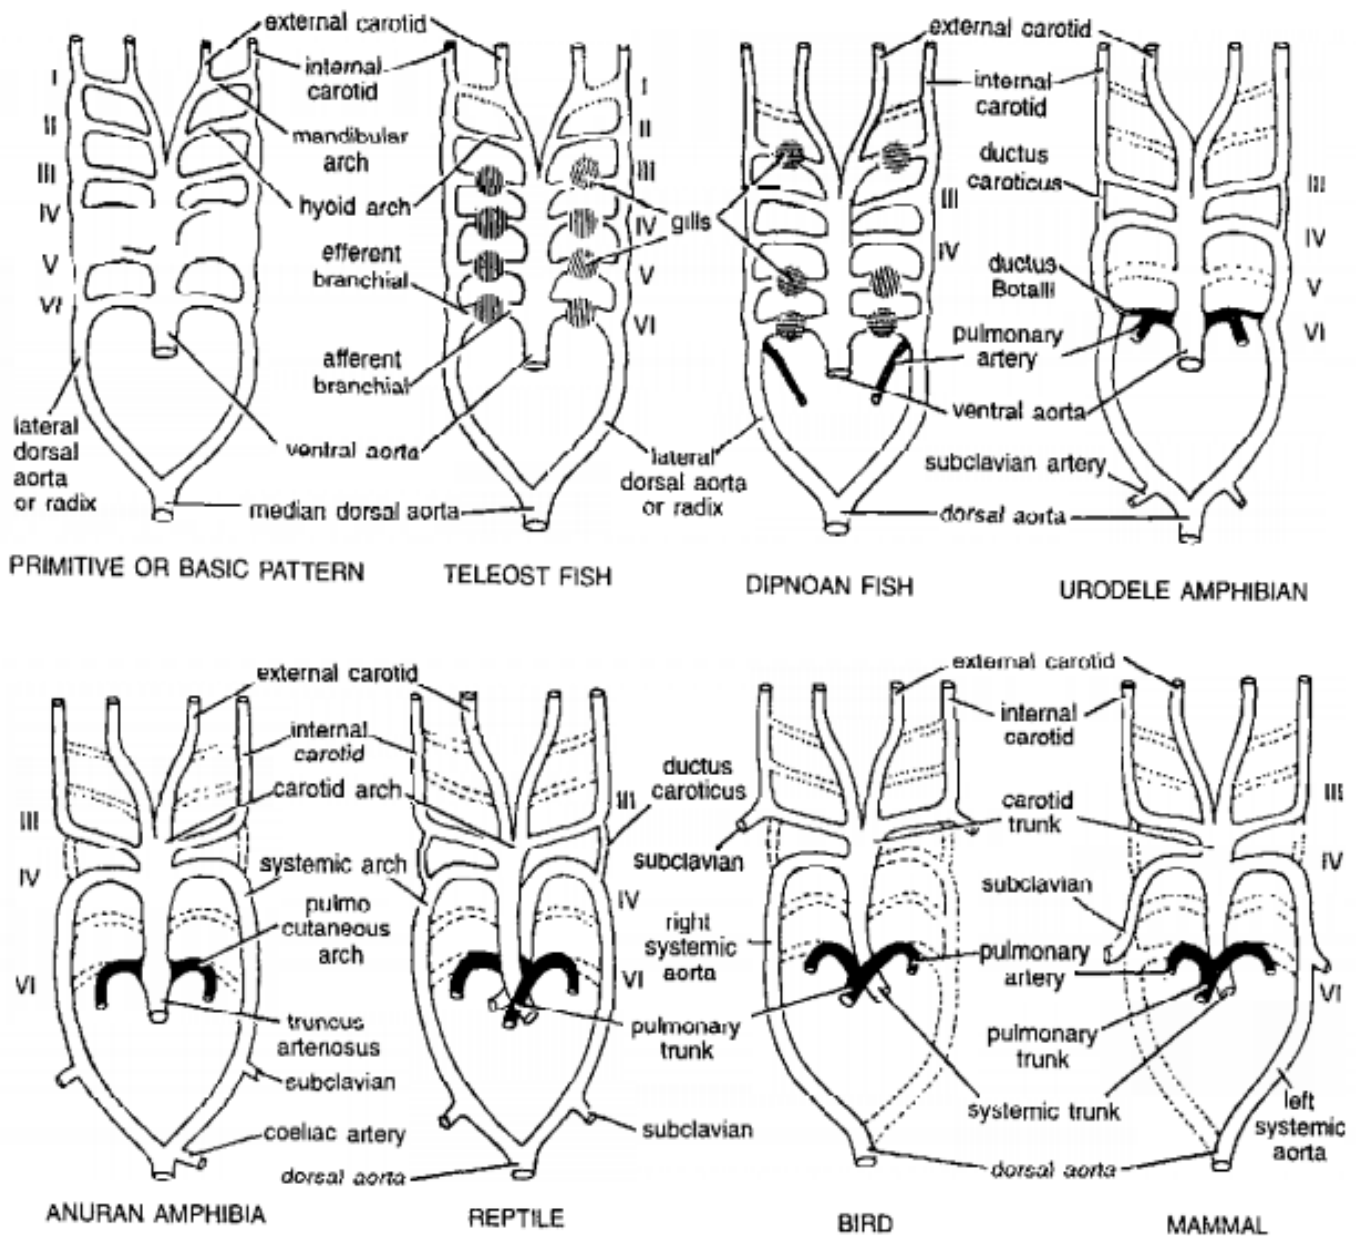 external carotid
internal
carotid
mandibular
arch
hyoid arch
efferent
branchial
afferent
branchial
ventral aorta
median dorsal aorta
lateral
dorsal
aorta
or radix
I
II
III
IV
V
VI
PRIMITIVE OR BASIC PATTERN
I
II
III
IV
V
VI
gills
lateral
dorsal aorta
or radix
TELEOST FISH
external carotid
internal
carotid
ductus
caroticus
III
IV
ductus
Botalli
pulmonary
artery
ventral aorta
subclavian artery
dorsal aorta
DIPNOAN FISH
III
IV
V
VI
URODELE AMPHIBIAN
external carotid
internal
carotid
carotid arch
systemic arch
pulmo
cutaneous
arch
truncus
arteriosus
subclavian
coeliac artery
dorsal aorta
III
IV
VI
ANURAN AMPHIBIA
III
IV
VI
ductus
caroticus
subclavian
right
systemic
aorta
pulmonary
trunk
subclavian
REPTILE
external carotid
internal
carotid
carotid
trunk
subclavian
pulmonary
artery
pulmonary
trunk
systemic trunk
dorsal aorta
BIRD
III
IV
VI
left
systemic
aorta
MAMMAL